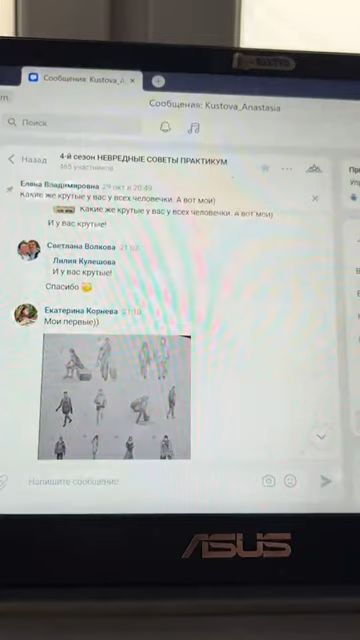 Сообщения: Kustova_A
Сообщения: Kustova_Anastasia
Поиск
Назад
4-й сезон НЕВРЕДНЫЕ СОВЕТЫ ПРАКТИКУМ
участников
Елена Владимировна 29 окт в 20:49
Какие же крутые у вас у всех человечки. А вот мои)
Какие же крутые у вас у всех человечки. А вот мои)
И у вас крутые!
Светлана Волкова
Лилия Кулешова
И у вас крутые!
Спасибо
Екатерина Корнева
Мои первые))
Напишите сообщение
ASUS